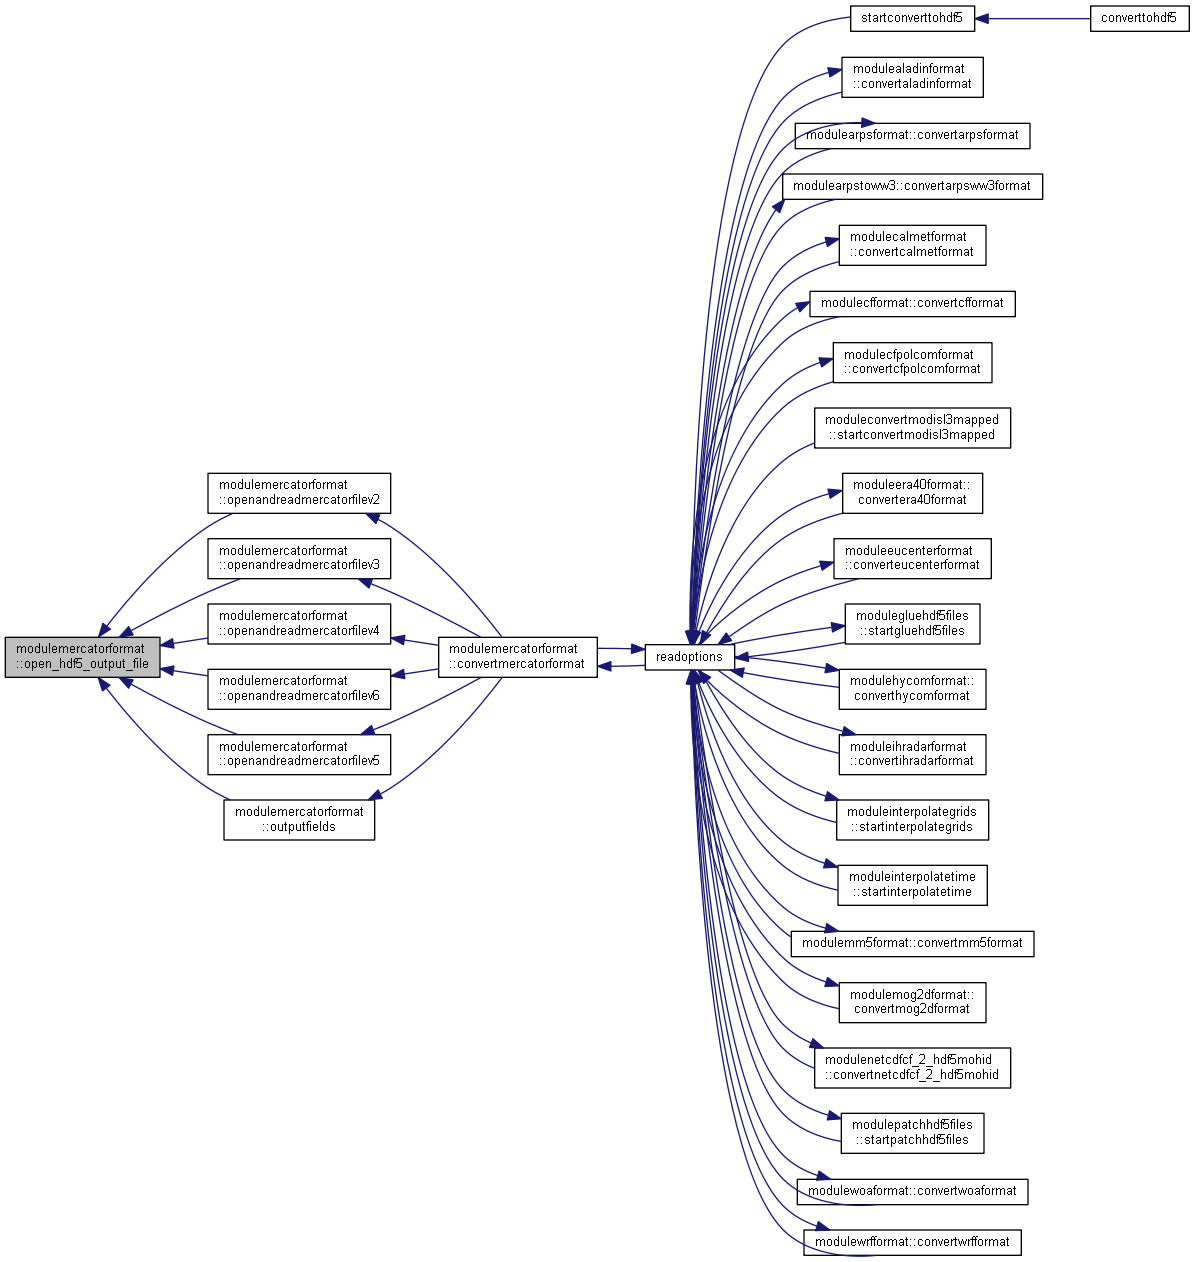 startconverttohdf5
converttohdf5
modulealadinformat
::convertaladinformat
modulearpsformat::convertarpsformat
modulearpstoww3::convertarpsww3format
modulecalmetformat
::convertcalmetformat
modulecfformat::convertcfformat
modulecfpolcomformat
::convertcfpolcomformat
moduleconvertmodisl3mapped
::startconvertmodisl3mapped
moduleera40format::
convertera40format
moduleeucenterformat
::converteucenterformat
modulegluehdf5files
::startgluehdf5files
modulehycomformat::
converthycomformat
moduleihradarformat
::convertihradarformat
moduleinterpolategrids
::startinterpolategrids
moduleinterpolatetime
::startinterpolatetime
modulemm5format::convertmm5format
modulemog2dformat::
convertmog2dformat
modulenetcdfcf_2_hdf5mohid
::convertnetcdfcf_2_hdf5mohid
modulepatchhdf5files
::startpatchhdf5files
modulewoaformat::convertwoaformat
modulewrfformat::convertwrfformat
readoptions
modulemercatorformat
::convertmercatorformat
modulemercatorformat
::openandreadmercatorfilev2
modulemercatorformat
::openandreadmercatorfilev3
modulemercatorformat
::openandreadmercatorfilev4
modulemercatorformat
::openandreadmercatorfilev6
modulemercatorformat
::openandreadmercatorfilev5
modulemercatorformat
::outputfields
modulemercatorformat
::open_hdf5_output_file